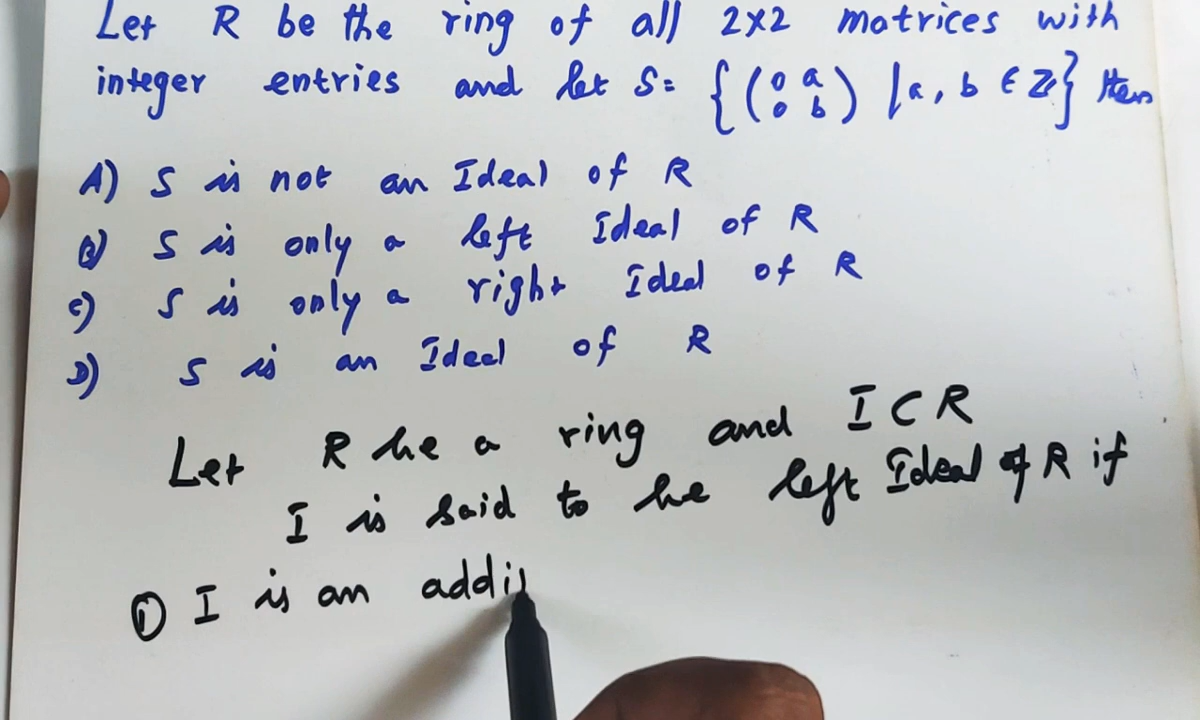 Let R be the ring of all 2x2 matrices with
integer entries and let S= {(0 a
0 b) | a, b ∈ Z} then
A) S is not an Ideal of R
B) S is only a left Ideal of R
C) S is only a right Ideal of R
D) S is an Ideal of R
Let R be a ring and I ⊂ R
I is said to be left Ideal of R if
① I is an addi